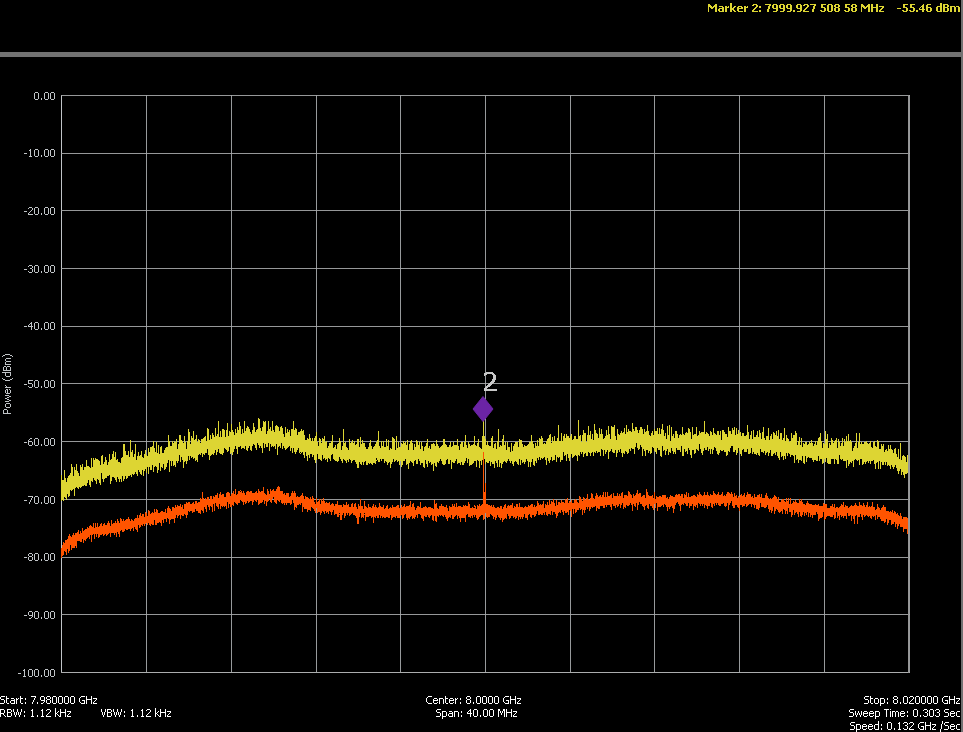 Marker 2: 7999.927 508 58 MHz -55.46 dBm
0.00
-10.00
-20.00
-30.00
-40.00
Power (dBm)
-50.00
2
-60.00
-70.00
-80.00
-90.00
-100.00
Start: 7.980000 GHz Center: 8.0000 GHz Stop: 8.020000 GHz
RBW: 1.12 kHz VBW: 1.12 kHz Span: 40.00 MHz Sweep Time: 0.303 Sec
Speed: 0.132 GHz /Sec